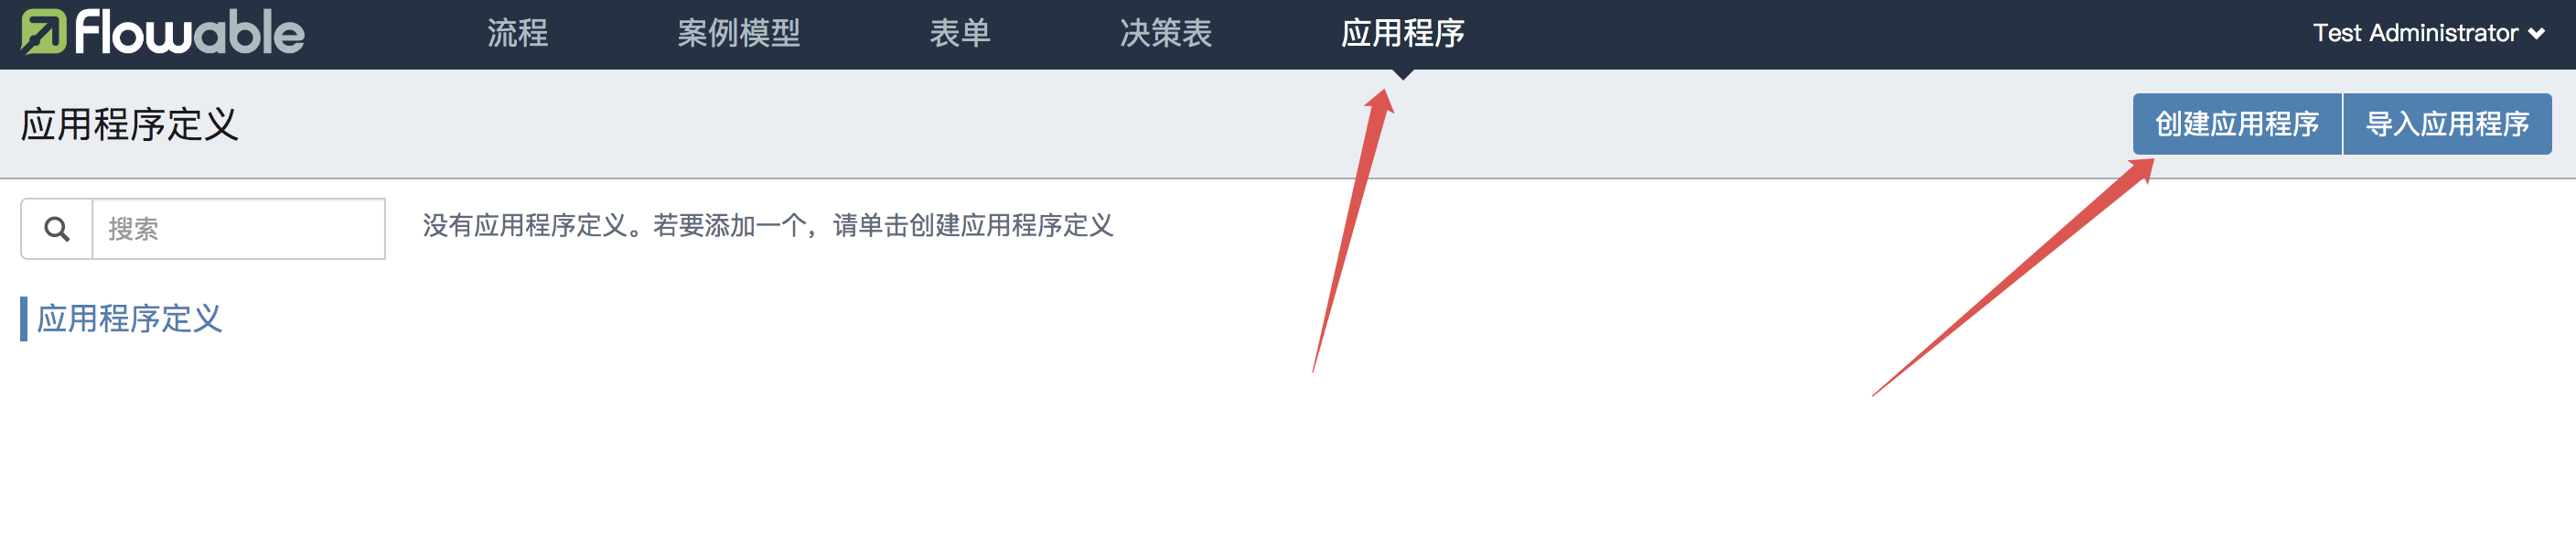 flowable 流程 案例模型 表单 决策表 应用程序 Test Administrator
应用程序定义 创建应用程序 导入应用程序
搜索 没有应用程序定义。若要添加一个，请单击创建应用程序定义
应用程序定义